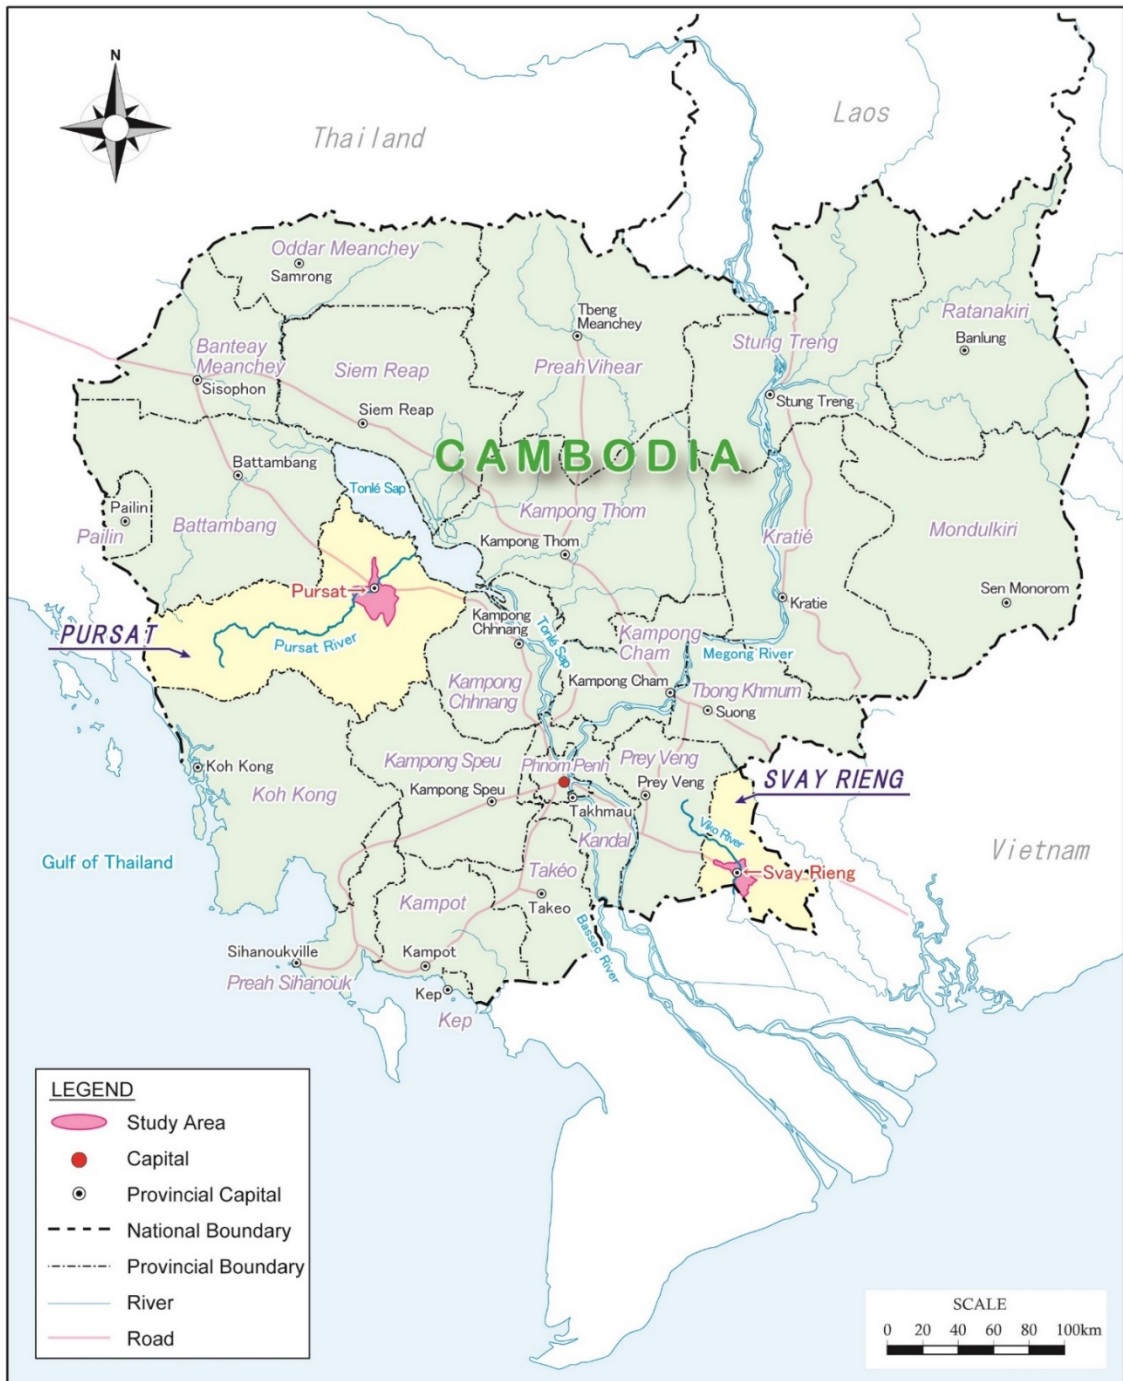 N
Thailand
Laos
Oddar Meanchey
Samrong
Tbeng
Meanchey
Ratanakiri
Banlung
Banteay
Meanchey
Sisophon
Siem Reap
PreahVihear
Stung Treng
Stung Treng
Siem Reap
CAMBODIA
Battambang
Tonlé Sap
Pailin
Pailin
Battambang
Kampong Thom
Kampong Thom
Kratié
Mondulkiri
Pursat
Kratie
Sen Monorom
PURSAT
Pursat River
Kampong
Chhnang
Tonlé Sap
Kampong
Cham
Megong River
Kampong
Chhnang
Kampong Cham
Tbong Khmum
Suong
Koh Kong
Koh Kong
Kampong Speu
Kampong Speu
Phnom Penh
Prey Veng
Prey Veng
SVAY RIENG
Takhmau
Kandal
Viko River
Gulf of Thailand
Vietnam
Svay Rieng
Takéo
Takeo
Kampot
Bassac River
Sihanoukville
Preah Sihanouk
Kampot
Kep
Kep
LEGEND
Study Area
Capital
Provincial Capital
National Boundary
Provincial Boundary
River
Road
SCALE
0 20 40 60 80 100km